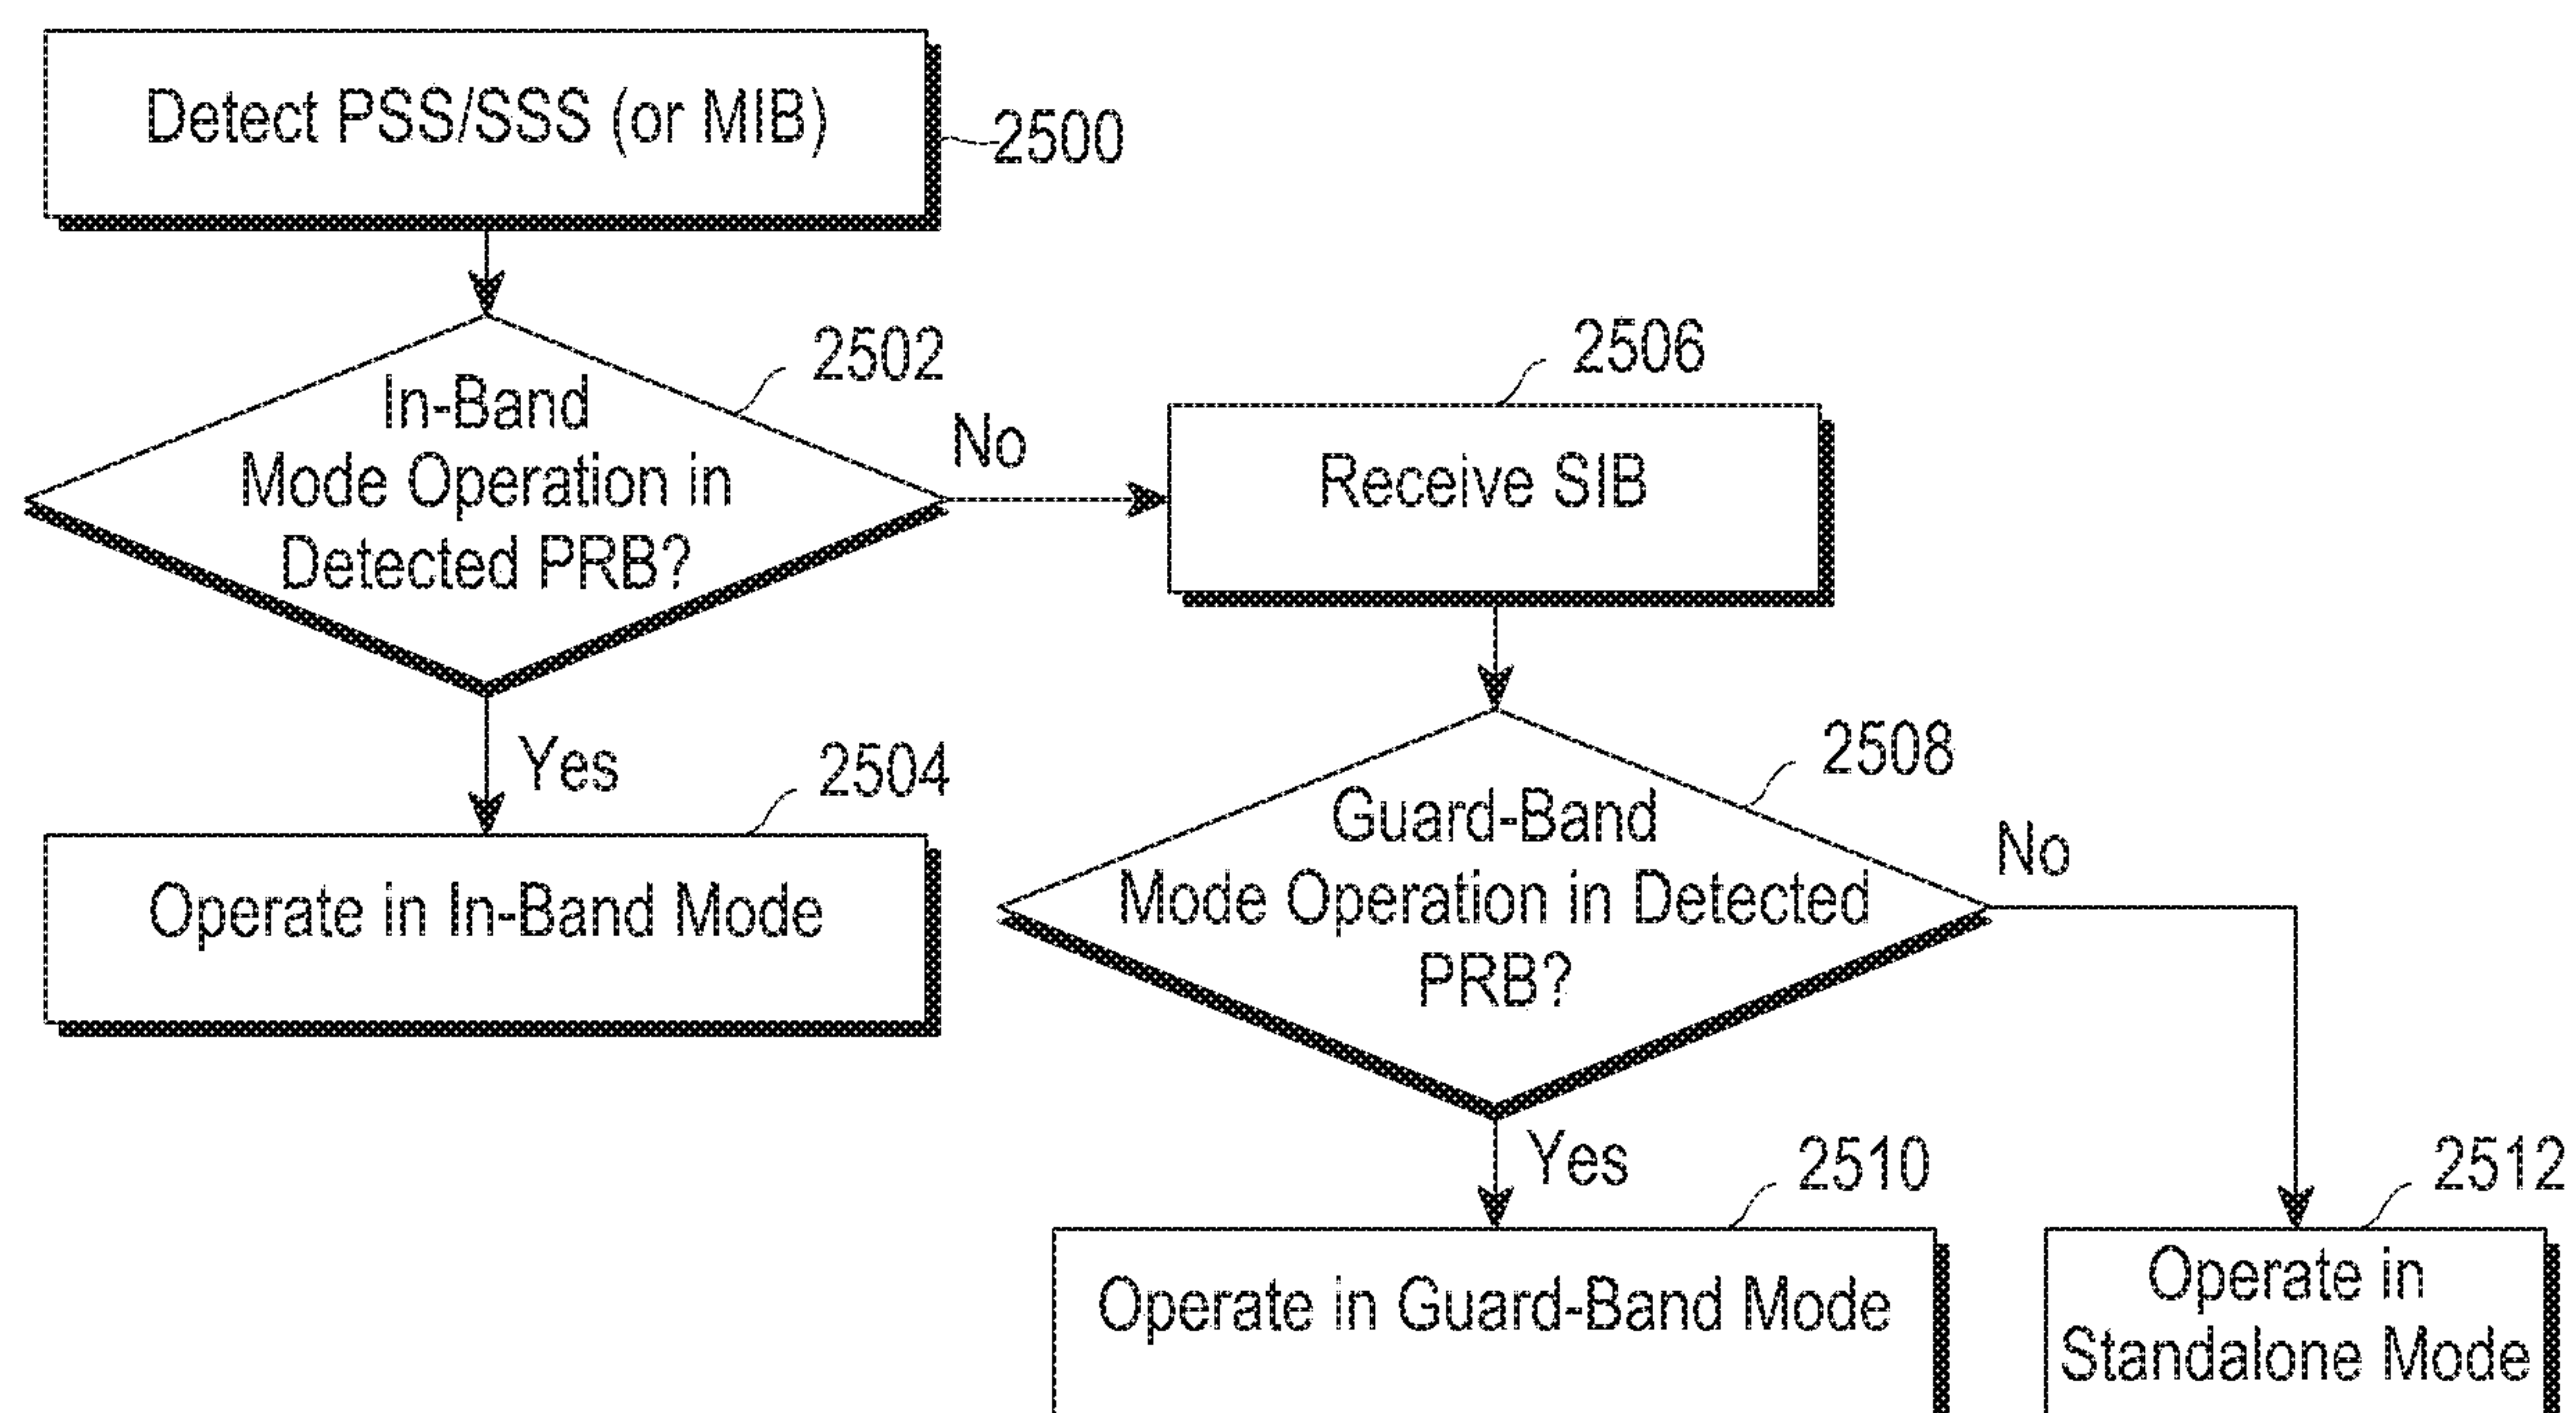 Detect PSS/SSS (or MIB)
2500
In-Band
Mode Operation in
Detected PRB?
2502
No
Yes
2504
Operate in In-Band Mode
2506
Receive SIB
2508
Guard-Band
Mode Operation in Detected
PRB?
No
Yes
2510
Operate in Guard-Band Mode
2512
Operate in
Standalone Mode